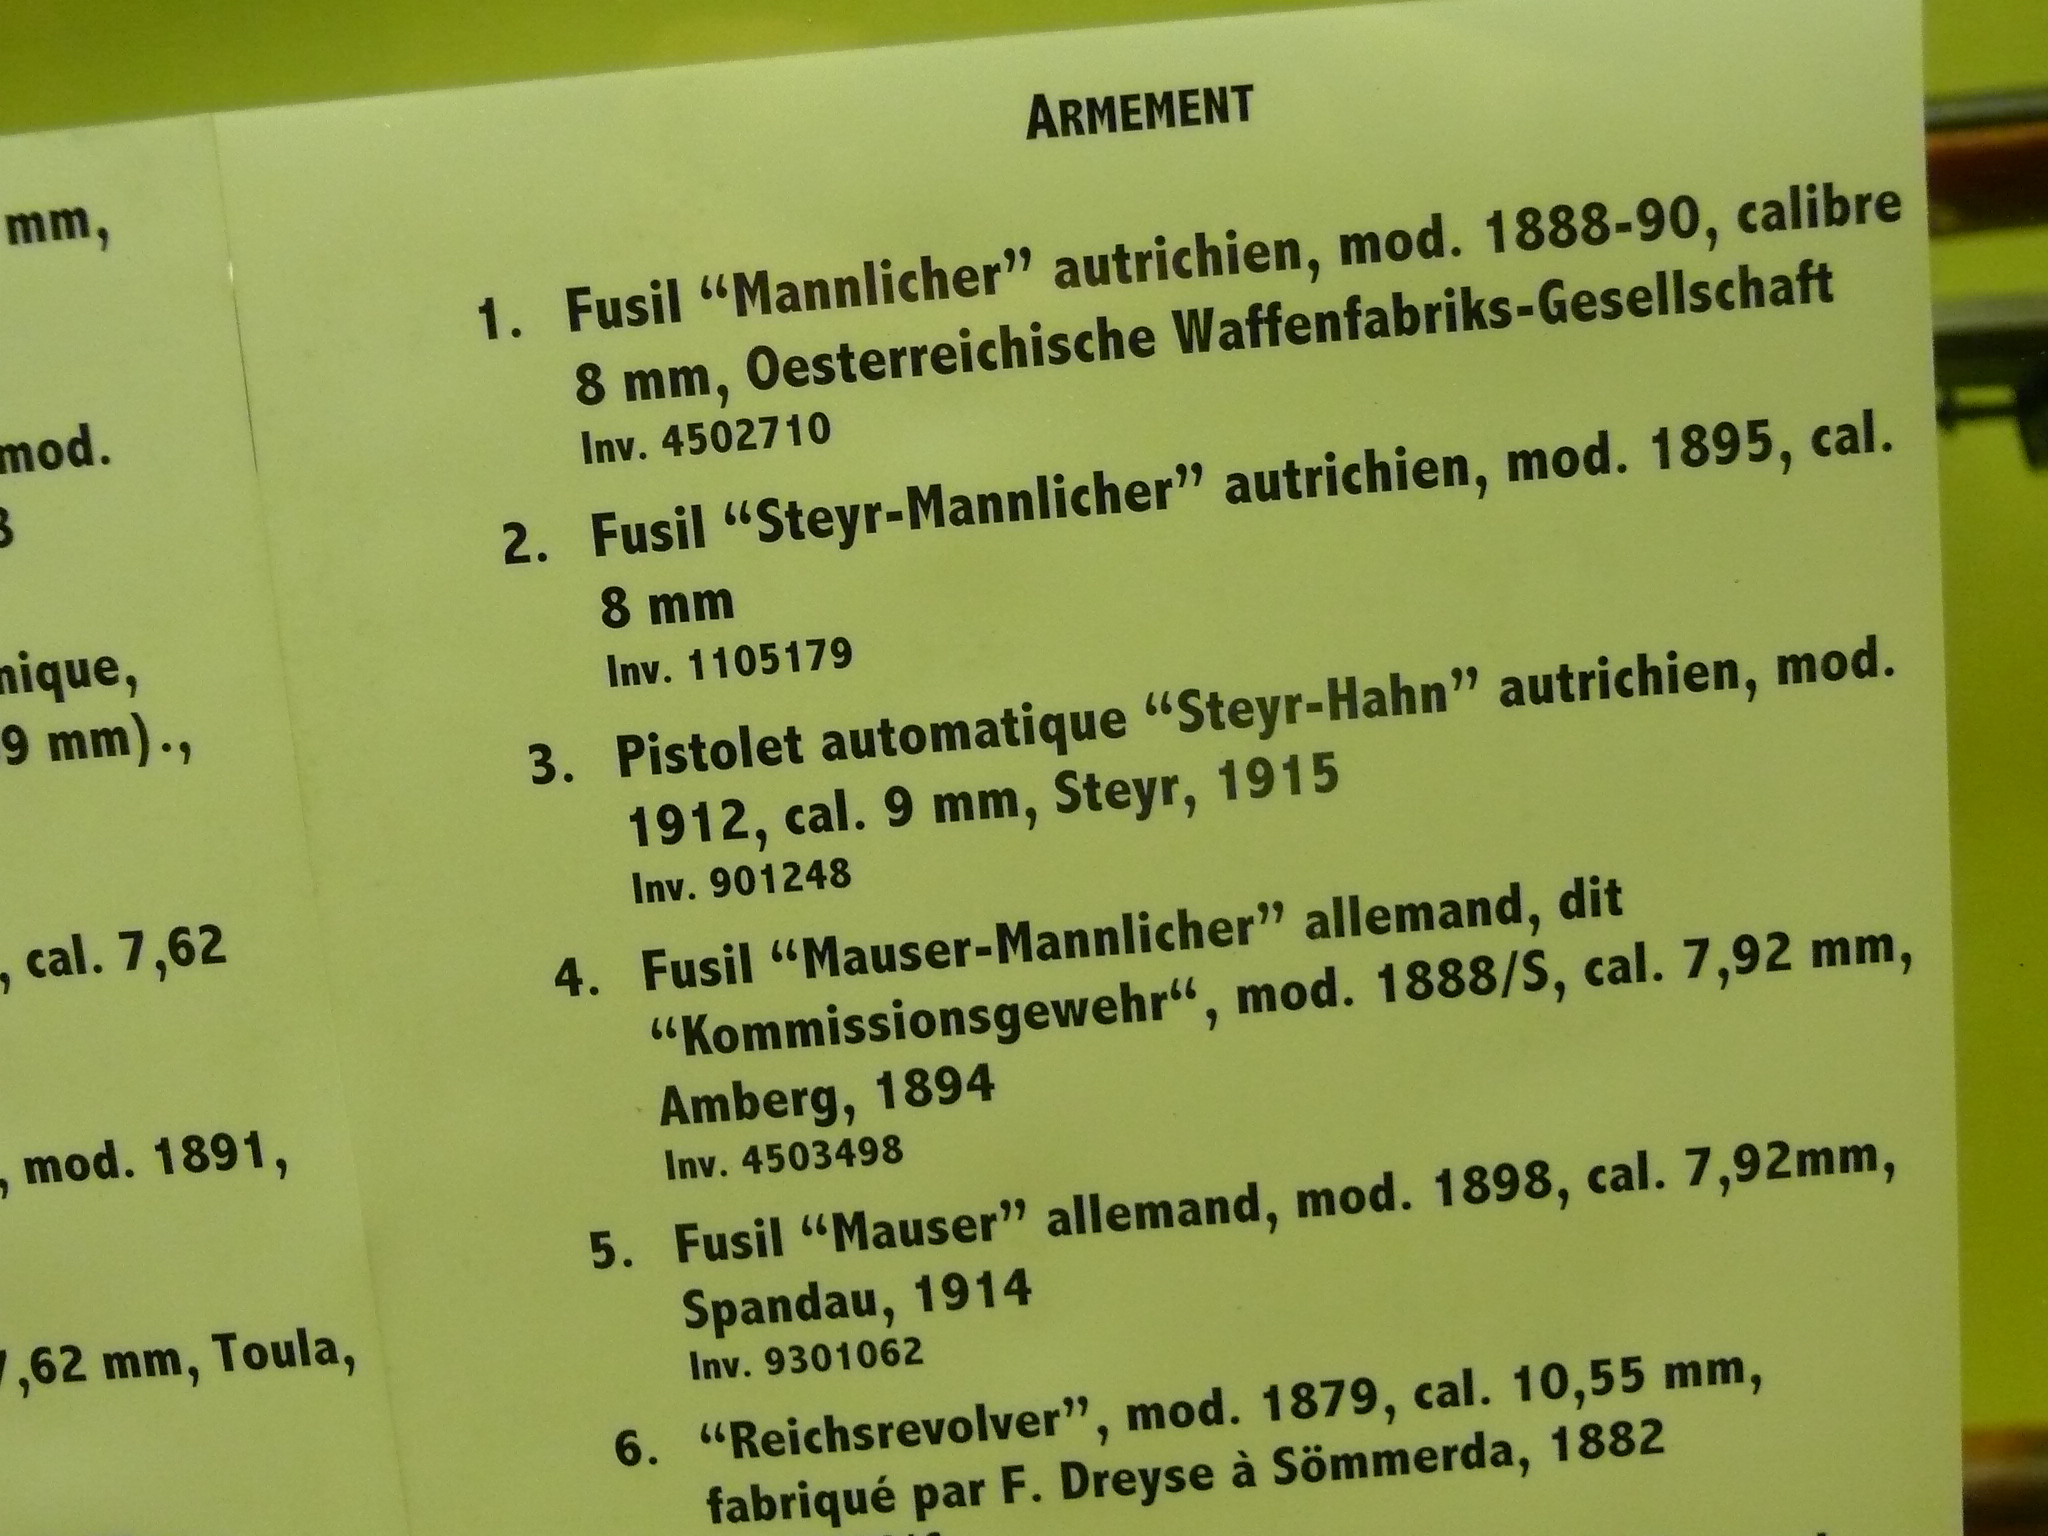 mm,
mod.
9 mm).,
, cal. 7,62
, mod. 1891,
,62 mm, Toula,
ARMEMENT
1. Fusil “Mannlicher” autrichien, mod. 1888-90, calibre
8 mm, Oesterreichische Waffenfabriks-Gesellschaft
Inv. 4502710
2. Fusil “Steyr-Mannlicher” autrichien, mod. 1895, cal.
8 mm
Inv. 1105179
3. Pistolet automatique “Steyr-Hahn” autrichien, mod.
1912, cal. 9 mm, Steyr, 1915
Inv. 901248
4. Fusil “Mauser-Mannlicher” allemand, dit
“Kommissionsgewehr“, mod. 1888/S, cal. 7,92 mm,
Amberg, 1894
Inv. 4503498
5. Fusil “Mauser” allemand, mod. 1898, cal. 7,92mm,
Spandau, 1914
Inv. 9301062
6. “Reichsrevolver”, mod. 1879, cal. 10,55 mm,
fabriqué par F. Dreyse à Sömmerda, 1882